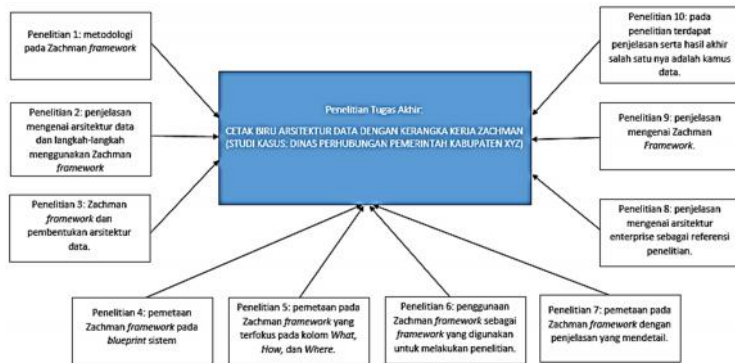 Penelitian 1: metodologi
pada Zachman framework
Penelitian 2: penjelasan
mengenai arsitektur data
dan langkah-langkah
menggunakan Zachman
framework
Penelitian 3: Zachman
framework dan
pembentukan arsitektur
data.
Penelitian Tugas Akhir:
CETAK BIRU ARSITEKTUR DATA DENGAN KERANGKA KERJA ZACHMAN
(STUDI KASUS: DINAS PERHUBUNGAN PEMERINTAH KABUPATEN XYZ)
Penelitian 10: pada
penelitian terdapat
penjelasan serta hasil akhir
salah satu nya adalah kamus
data.
Penelitian 9: penjelasan
mengenai Zachman
Framework.
Penelitian 8: penjelasan
mengenai arsitektur
enterprise sebagai referensi
penelitian.
Penelitian 4: pemetaan
Zachman framework pada
blueprint sistem
Penelitian 5: pemetaan pada
Zachman framework yang
terfokus pada kolom What,
How, dan Where.
Penelitian 6: penggunaan
Zachman framework sebagai
framework yang digunakan
untuk melakukan penelitian.
Penelitian 7: pemetaan pada
Zachman framework dengan
penjelasan yang mendetail.